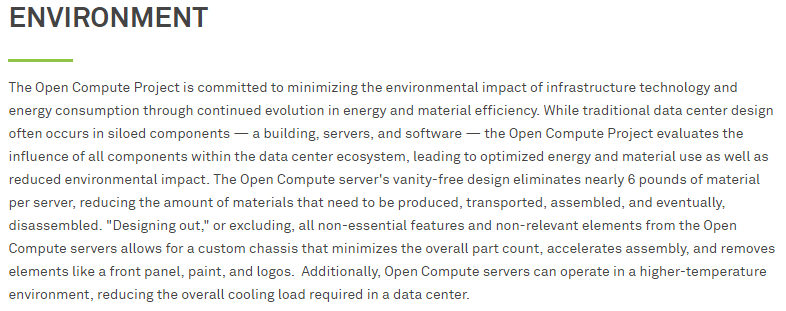 ENVIRONMENT
The Open Compute Project is committed to minimizing the environmental impact of infrastructure technology and
energy consumption through continued evolution in energy and material efficiency. While traditional data center design
often occurs in siloed components — a building, servers, and software — the Open Compute Project evaluates the
influence of all components within the data center ecosystem, leading to optimized energy and material use as well as
reduced environmental impact. The Open Compute server's vanity-free design eliminates nearly 6 pounds of material
per server, reducing the amount of materials that need to be produced, transported, assembled, and eventually,
disassembled. "Designing out," or excluding, all non-essential features and non-relevant elements from the Open
Compute servers allows for a custom chassis that minimizes the overall part count, accelerates assembly, and removes
elements like a front panel, paint, and logos.  Additionally, Open Compute servers can operate in a higher-temperature
environment, reducing the overall cooling load required in a data center.